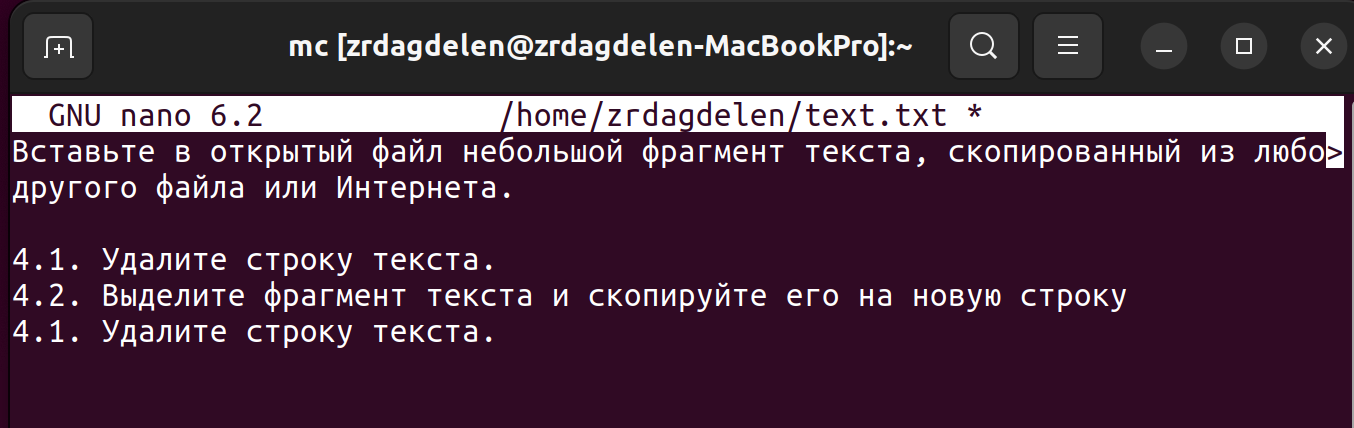 mc [zrdagdelen@zrdagdelen-MacBookPro]:~
GNU nano 6.2 /home/zrdagdelen/text.txt *
Вставьте в открытый файл небольшой фрагмент текста, скопированный из любо>
другого файла или Интернета.
4.1. Удалите строку текста.
4.2. Выделите фрагмент текста и скопируйте его на новую строку
4.1. Удалите строку текста.